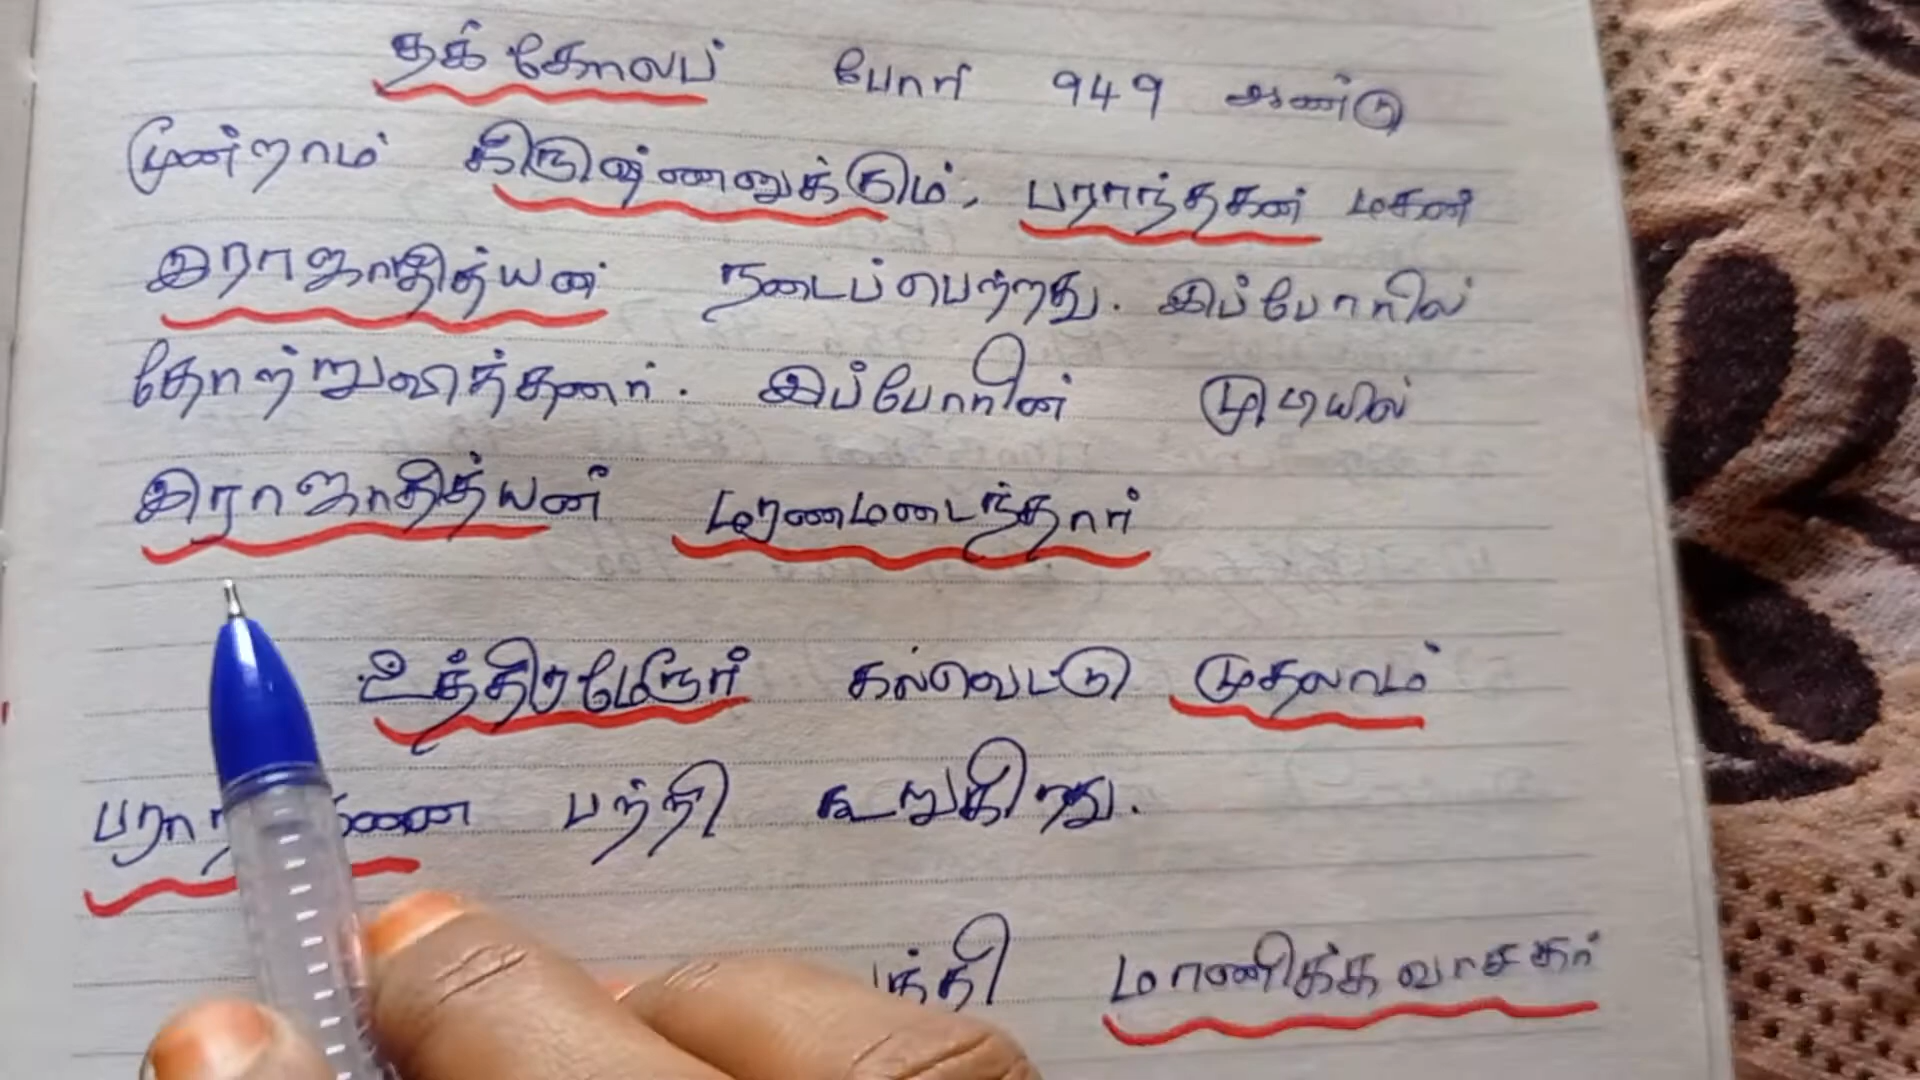 தக்கோலப் போர் 949 ஆண்டு
மூன்றாம் கிருஷ்ணனுக்கும், பராந்தகன் மகன்
இராஜாதித்யன் நடைப்பெற்றது. இப்போரில்
தோற்றுவித்தனர். இப்போரின் முடியில்
இராஜாதித்யன் மரணமடைந்தார்
உத்திரமேரூர் கல்வெட்டு முதலாம்
பற்றி கூறுகிறது.
மாணிக்கவாசகர்